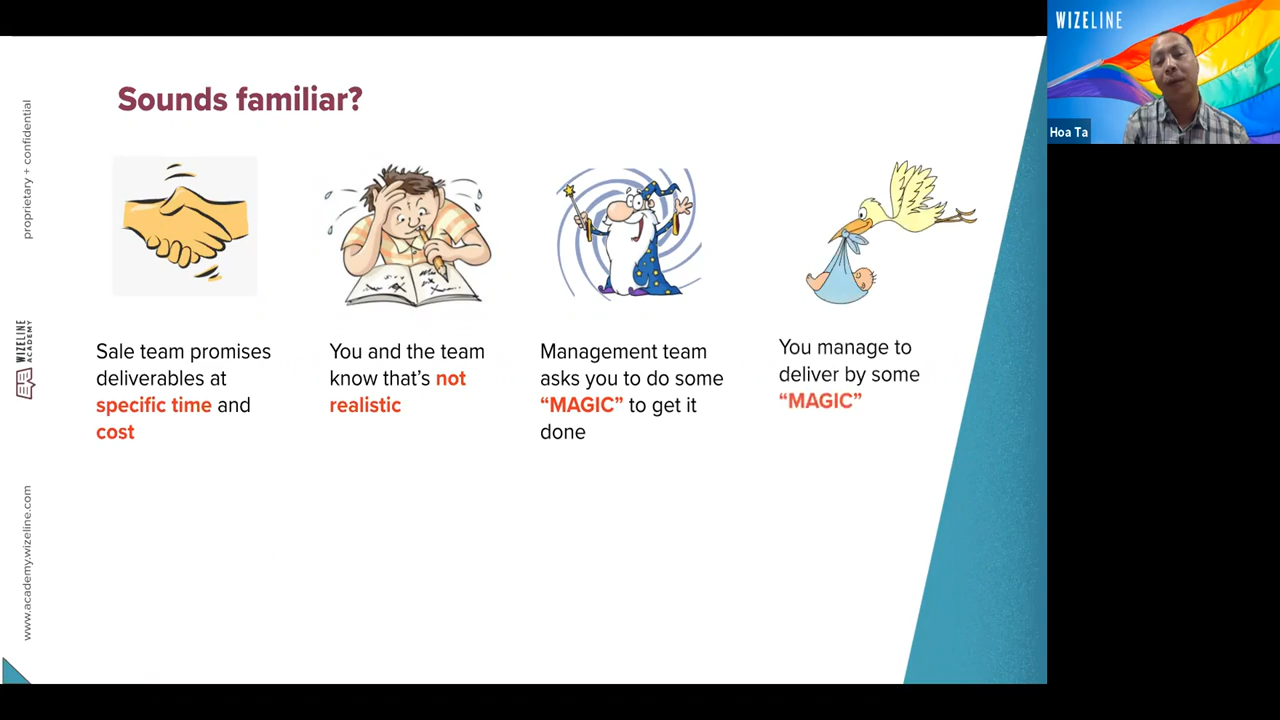 Sounds familiar?
Sale team promises
deliverables at
specific time and
cost
You and the team
know that's not
realistic
Management team
asks you to do some
“MAGIC” to get it
done
You manage to
deliver by some
“MAGIC”
proprietary + confidential
WIZELINE
ACADEMY
www.academy.wizeline.com
WIZELINE
Hoa Ta